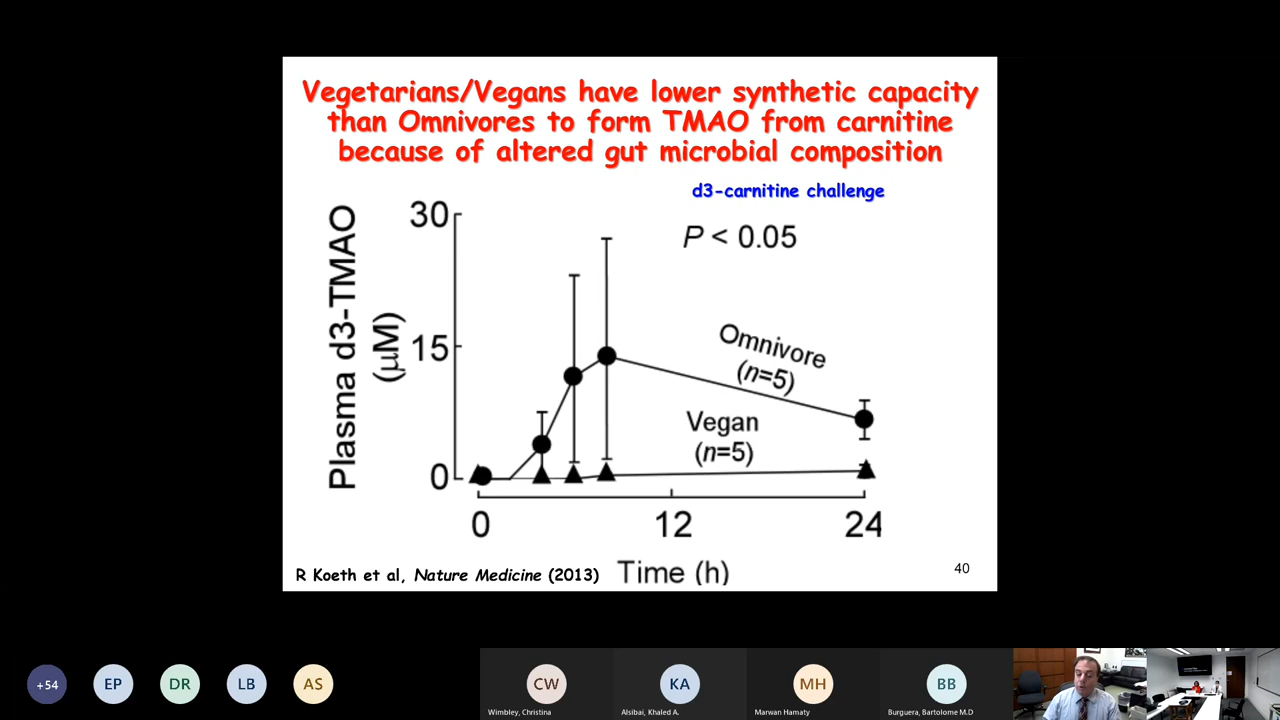 Vegetarians/Vegans have lower synthetic capacity
than Omnivores to form TMAO from carnitine
because of altered gut microbial composition
d3-carnitine challenge
P < 0.05
Plasma d3-TMAO
(μM)
30
15
0
Omnivore
(n=5)
Vegan
(n=5)
0 12 24
Time (h)
R Koeth et al, Nature Medicine (2013)
40
+54
EP
DR
LB
AS
CW
Wimbley, Christina
KA
Alsibai, Khaled A.
MH
Marwan Hamaty
BB
Burguera, Bartolome M.D